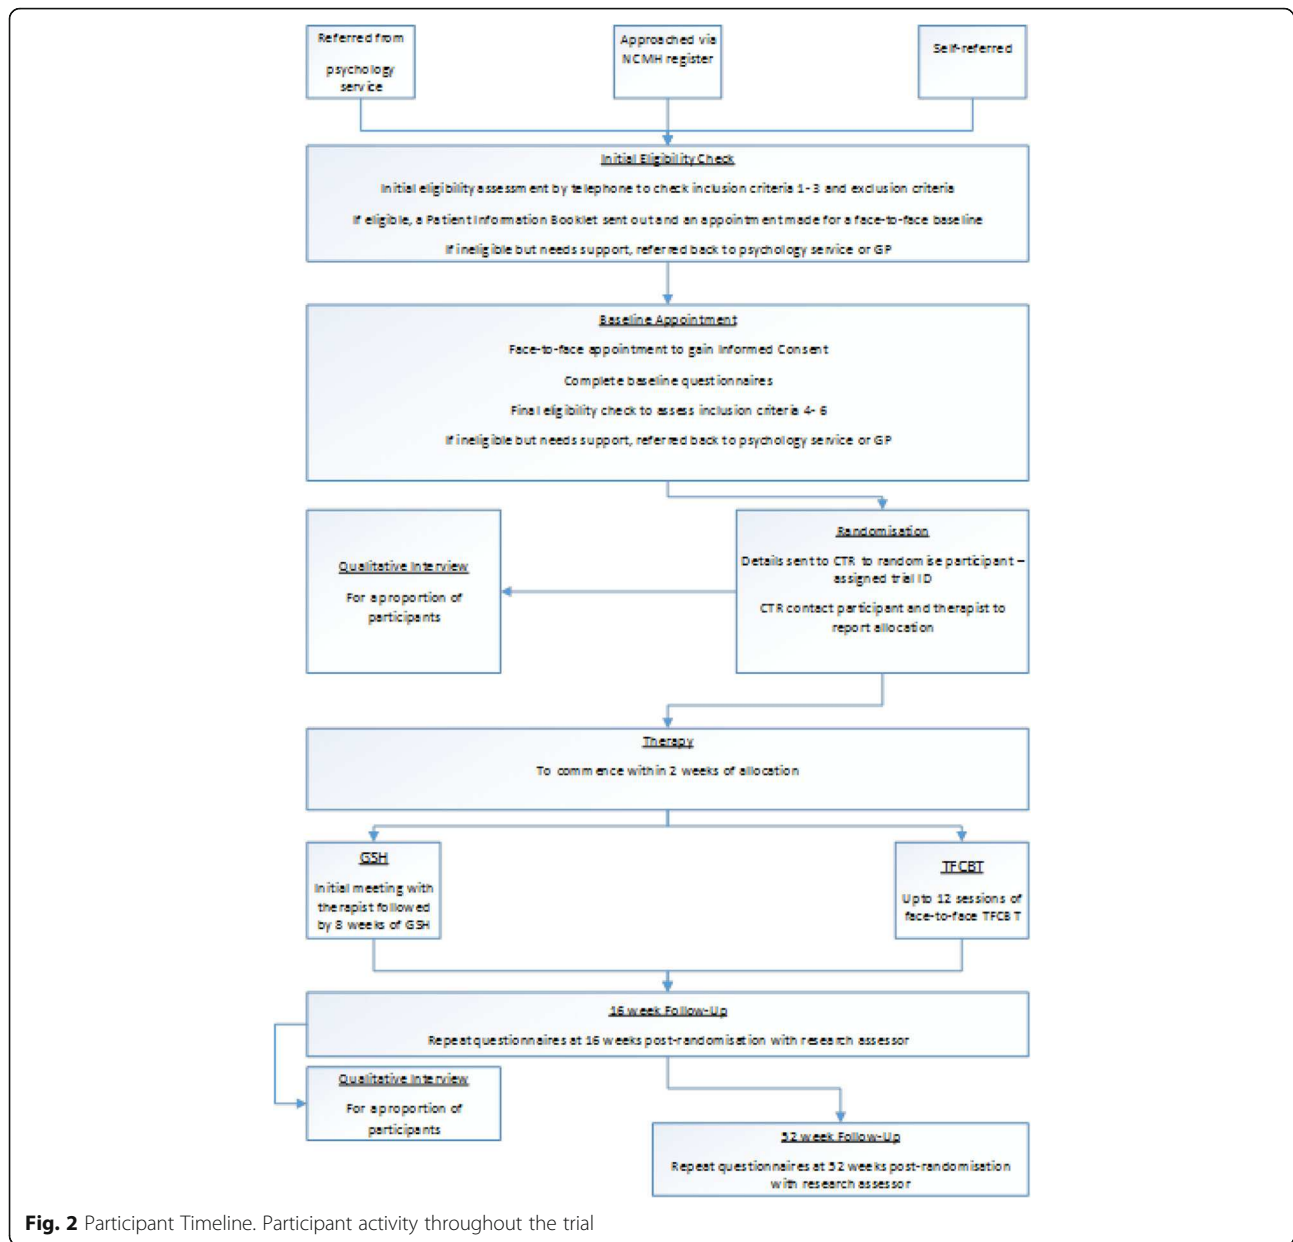 Referred from
psychology
service
Approached via
NCMH register
Self-referred
Initial Eligibility Check
Initial eligibility assessment by telephone to check inclusion criteria 1- 3 and exclusion criteria
If eligible, a Patient Information Booklet sent out and an appointment made for a face-to-face baseline
If ineligible but needs support, referred back to psychology service or GP
Baseline Appointment
Face-to-face appointment to gain Informed Consent
Complete baseline questionnaires
Final eligibility check to assess inclusion criteria 4- 6
If ineligible but needs support, referred back to psychology service or GP
Qualitative Interview
For a proportion of
participants
Randomisation
Details sent to CTR to randomise participant –
assigned trial ID
CTR contact participant and therapist to
report allocation
Therapy
To commence within 2 weeks of allocation
GSH
Initial meeting with
therapist followed
by 8 weeks of GSH
TFCBT
Upto 12 sessions of
face-to-face TFCBT
16 week Follow-Up
Repeat questionnaires at 16 weeks post-randomisation with research assessor
Qualitative Interview
For a proportion of
participants
52 week Follow-Up
Repeat questionnaires at 52 weeks post-randomisation
with research assessor
Fig. 2 Participant Timeline. Participant activity throughout the trial